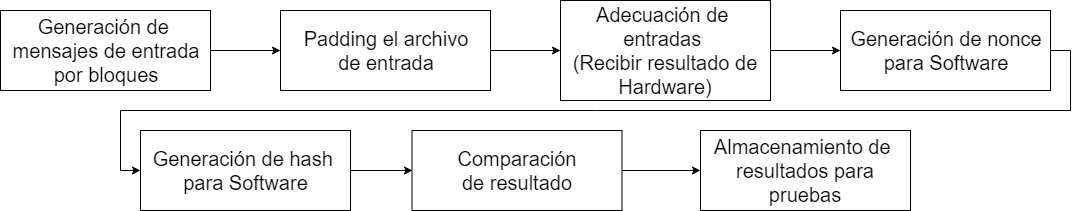 Generación de
mensajes de entrada
por bloques
Padding el archivo
de entrada
Adecuación de
entradas
(Recibir resultado de
Hardware)
Generación de nonce
para Software
Generación de hash
para Software
Comparación
de resultado
Almacenamiento de
resultados para
pruebas